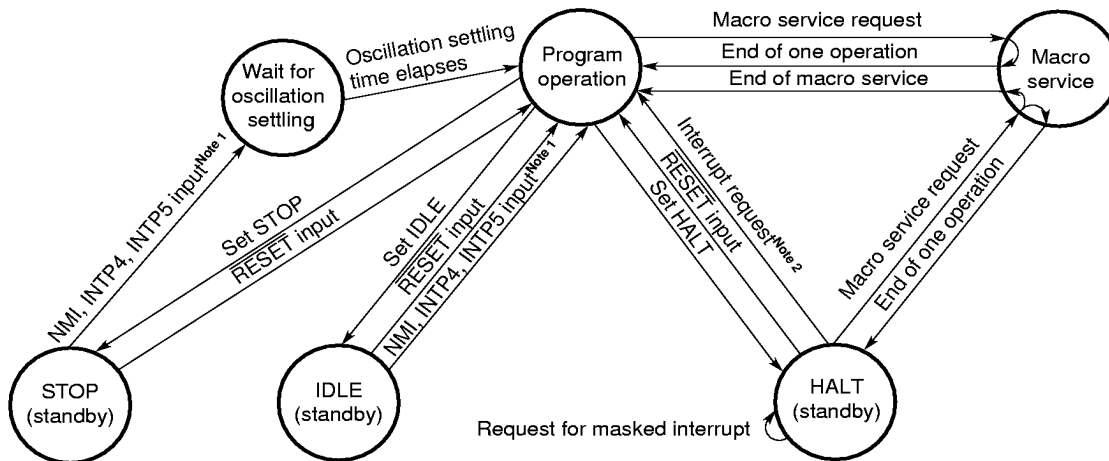 Macro service request
End of one operation
End of macro service
Program
operation
Macro
service
Oscillation settling
time elapses
Wait for
oscillation
settling
NMI, INTP4, INTP5 input Note 1
Set STOP
RESET input
Set IDLE
RESET input
NMI, INTP4, INTP5 input Note 1
Interrupt request Note 2
RESET input
Set HALT
Macro service request
End of one operation
STOP
(standby)
IDLE
(standby)
HALT
(standby)
Request for masked interrupt